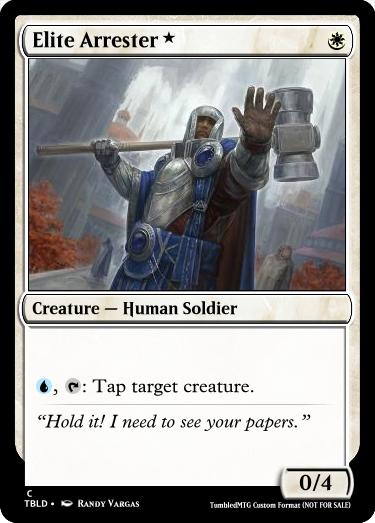 Elite Arrester ★
Creature — Human Soldier
: Tap target creature.
“Hold it! I need to see your papers.”
0/4
C
TBLD • RANDY VARGAS
TumbledMTG Custom Format (NOT FOR SALE)